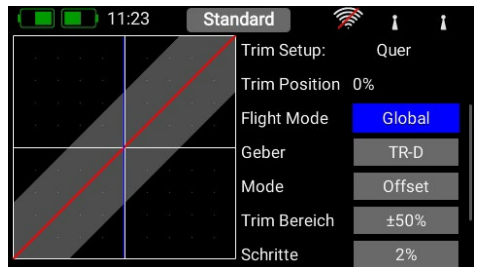 11:23 Standard
Trim Setup: Quer
Trim Position 0%
Flight Mode Global
Geber TR-D
Mode Offset
Trim Bereich ±50%
Schritte 2%